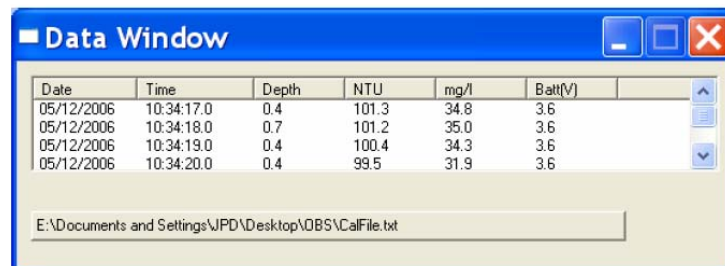 Data Window
Date Time Depth NTU mg/l Batt(V)
05/12/2006 10:34:17.0 0.4 101.3 34.8 3.6
05/12/2006 10:34:18.0 0.7 101.2 35.0 3.6
05/12/2006 10:34:19.0 0.4 100.4 34.3 3.6
05/12/2006 10:34:20.0 0.4 99.5 31.9 3.6
E:\Documents and Settings\JPD\Desktop\OBS\CalFile.txt